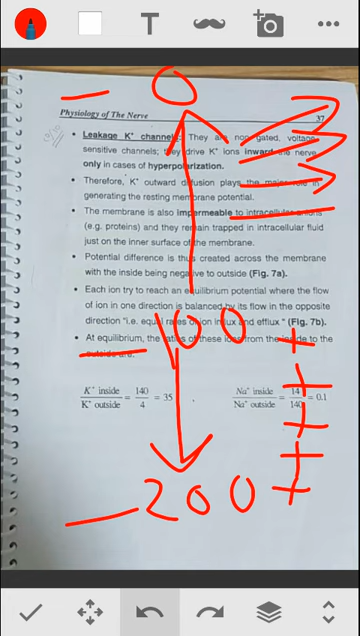 T
— 0
Physiology of The Nerve 37
• Leakage K⁺ channels: They are non gated, voltage
sensitive channels; they drive K⁺ ions inward the nerve
only in cases of hyperpolarization.
• Therefore, K⁺ outward diffusion plays the major role in
generating the resting membrane potential.
• The membrane is also impermeable to intracellular anions
(e.g. proteins) and they remain trapped in intracellular fluid
just on the inner surface of the membrane.
• Potential difference is thus created across the membrane
with the inside being negative to outside (Fig. 7a).
• Each ion try to reach an equilibrium potential where the flow
of ion in one direction is balanced by its flow in the opposite
direction "i.e. equal rates of ion influx and efflux" (Fig. 7b).
— 100 +
• At equilibrium, the ratios of these ions from the inside to the
outside are:
K⁺ inside / K⁺ outside = 140 / 4 = 35 , Na⁺ inside / Na⁺ outside = 14 / 140 = 0.1
+
+
+
+
— 200